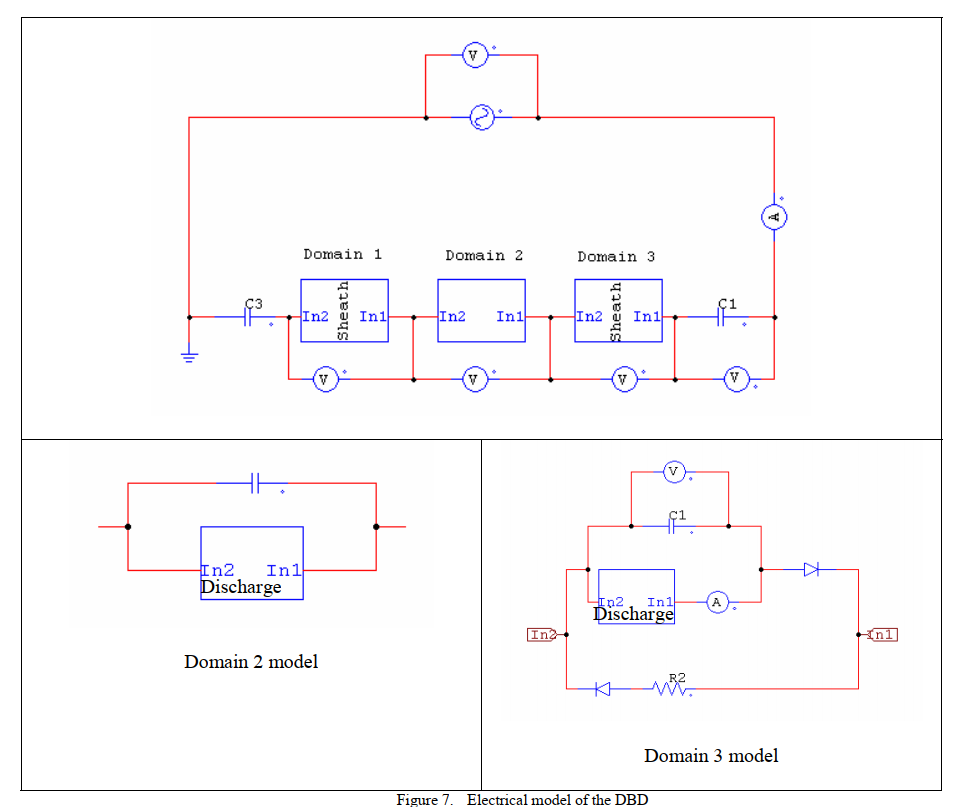 V
Domain 1 Domain 2 Domain 3
A
C3 In2 Sheath In1 In2 In1 In2 Sheath In1 C1
V V V V
V
C1
In2 In1
Discharge
In2 In1 A
Discharge
In2 In1
R2
Domain 2 model
Domain 3 model
Figure 7. Electrical model of the DBD